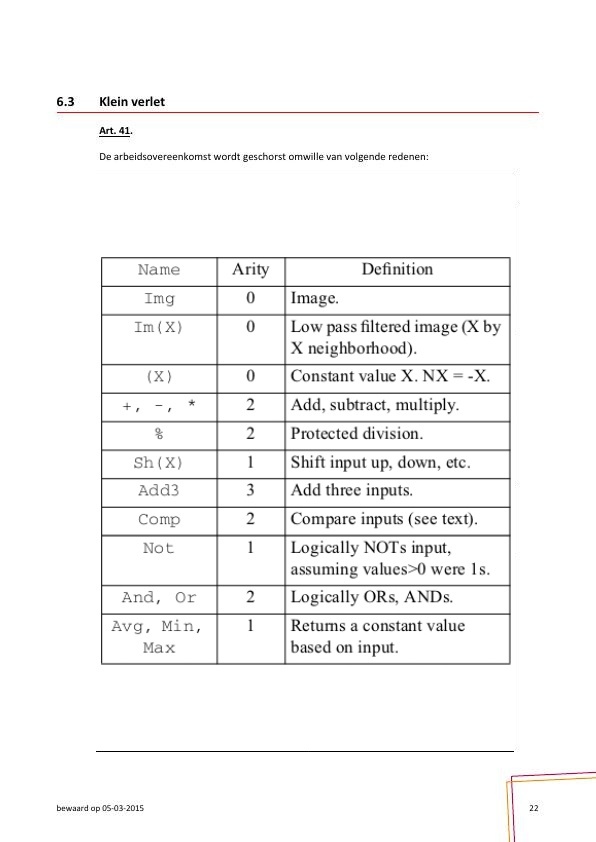 6.3 Klein verlet
Art. 41.
De arbeidsovereenkomst wordt geschorst omwille van volgende redenen:
Name Arity Definition
Img 0 Image.
Im(X) 0 Low pass filtered image (X by
X neighborhood).
(X) 0 Constant value X. NX = -X.
+, -, * 2 Add, subtract, multiply.
% 2 Protected division.
Sh(X) 1 Shift input up, down, etc.
Add3 3 Add three inputs.
Comp 2 Compare inputs (see text).
Not 1 Logically NOTs input,
assuming values>0 were 1s.
And, Or 2 Logically ORs, ANDs.
Avg, Min, 1 Returns a constant value
Max based on input.
bewaard op 05-03-2015 22